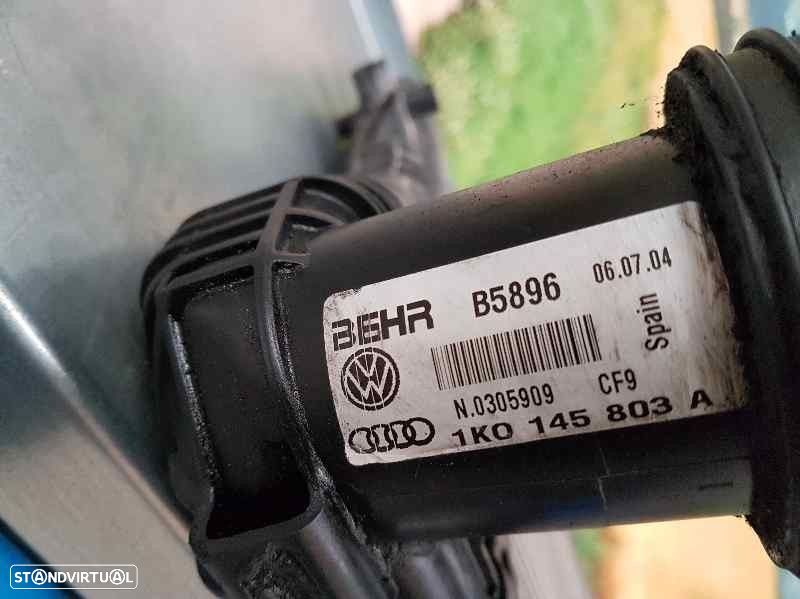 BEHR B5896 06.07.04
Spain
N.0305909 CF9
1K0 145 803 A
STANDVIRTUAL